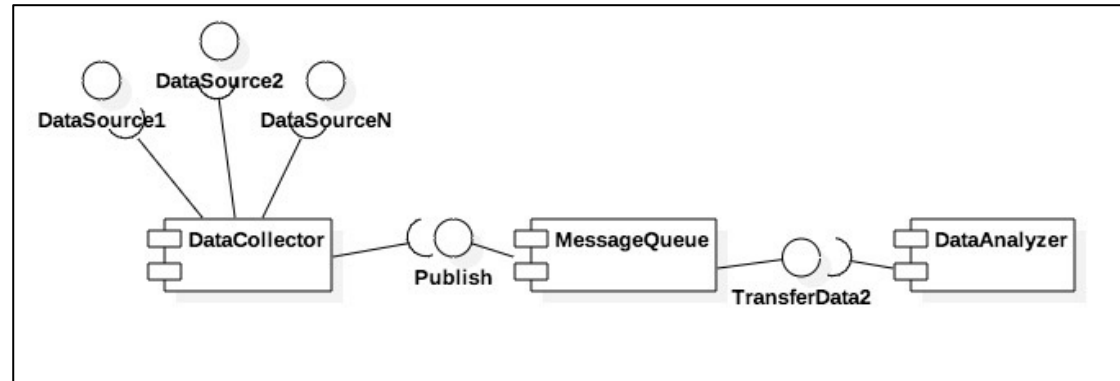 DataSource2
DataSource1
DataSourceN
DataCollector
MessageQueue
DataAnalyzer
Publish
TransferData2